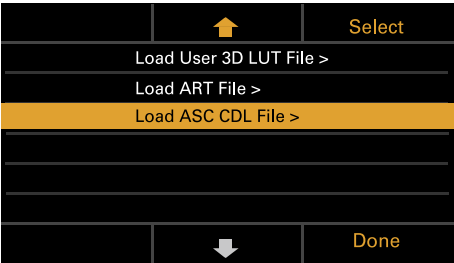 Select
Load User 3D LUT File >
Load ART File >
Load ASC CDL File >
Done